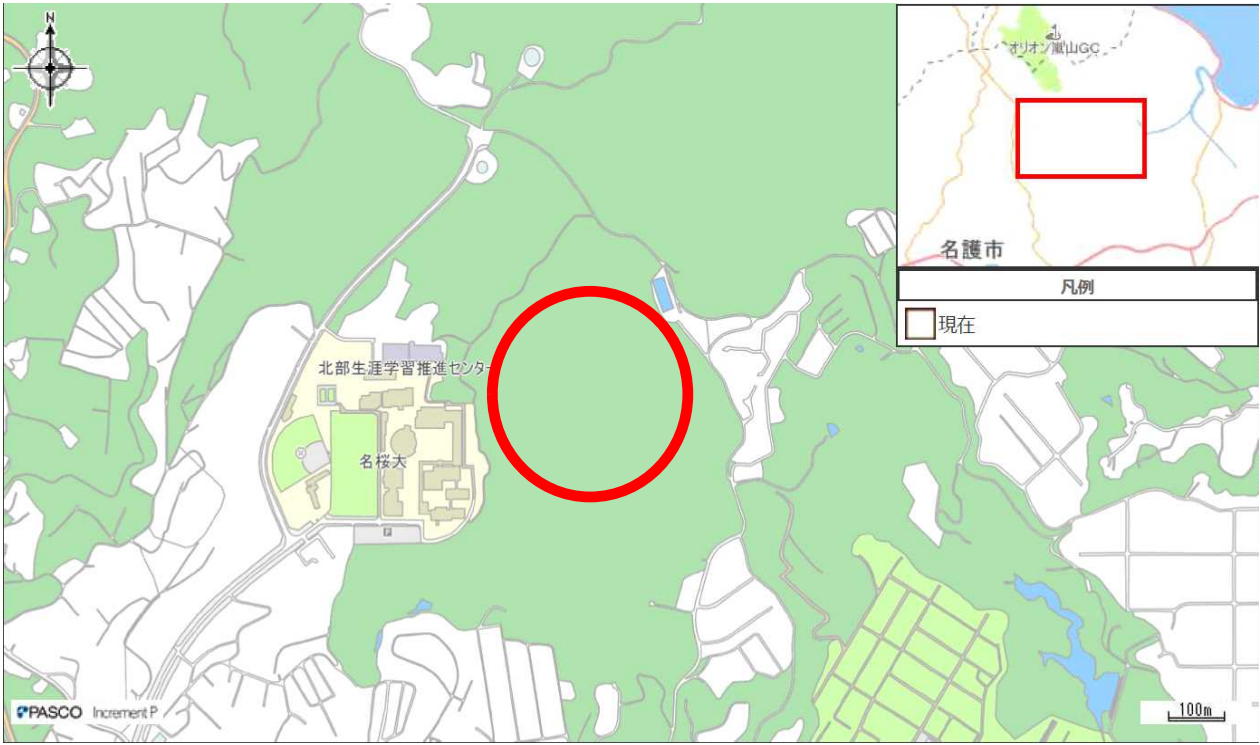 N
オリオン嵐山GC
名護市
凡例
現在
北部生涯学習推進センター
名桜大
P
PASCO Increment P
100m